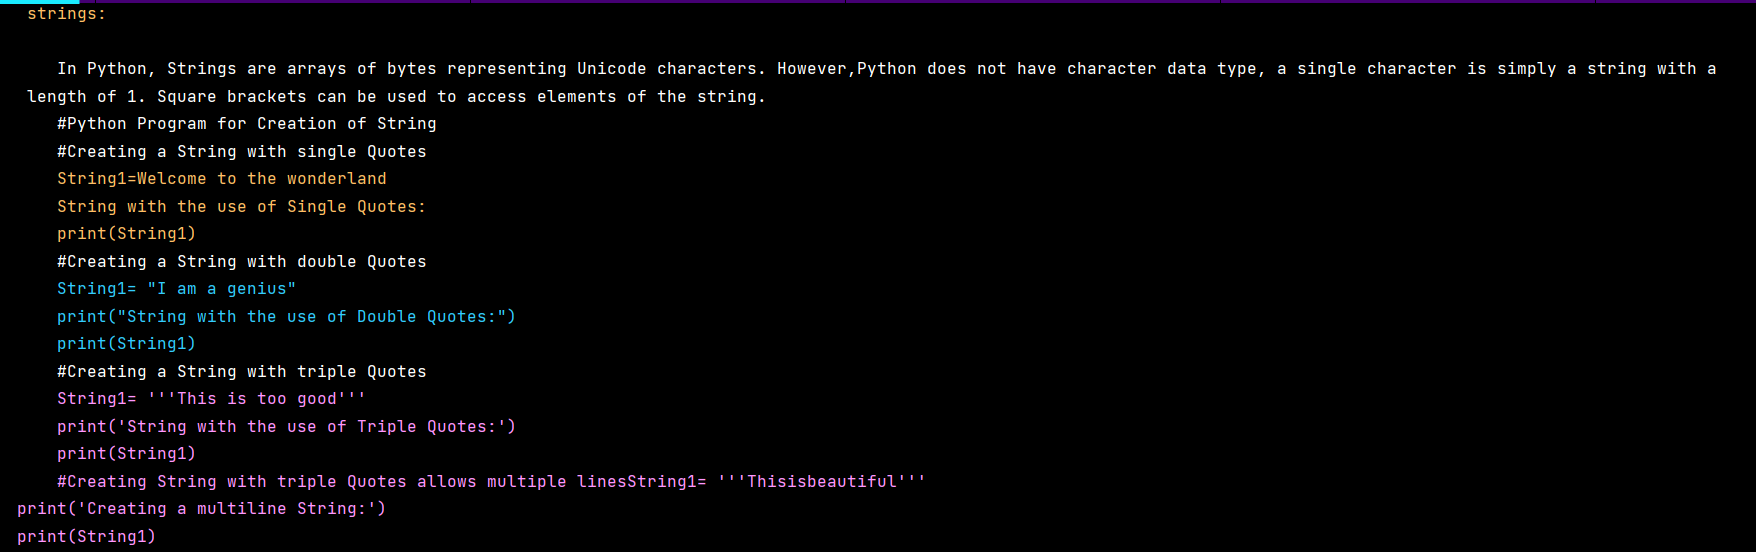 strings:
In Python, Strings are arrays of bytes representing Unicode characters. However,Python does not have character data type, a single character is simply a string with a
length of 1. Square brackets can be used to access elements of the string.
#Python Program for Creation of String
#Creating a String with single Quotes
String1=Welcome to the wonderland
String with the use of Single Quotes:
print(String1)
#Creating a String with double Quotes
String1= "I am a genius"
print("String with the use of Double Quotes:")
print(String1)
#Creating a String with triple Quotes
String1= '''This is too good'''
print('String with the use of Triple Quotes:')
print(String1)
#Creating String with triple Quotes allows multiple linesString1= '''Thisisbeautiful'''
print('Creating a multiline String:')
print(String1)